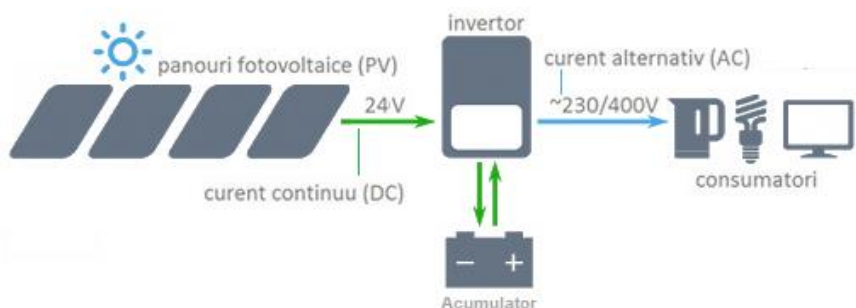 invertor
panouri fotovoltaice (PV)
curent alternativ (AC)
24V
~230/400V
curent continuu (DC)
consumatori
Acumulator